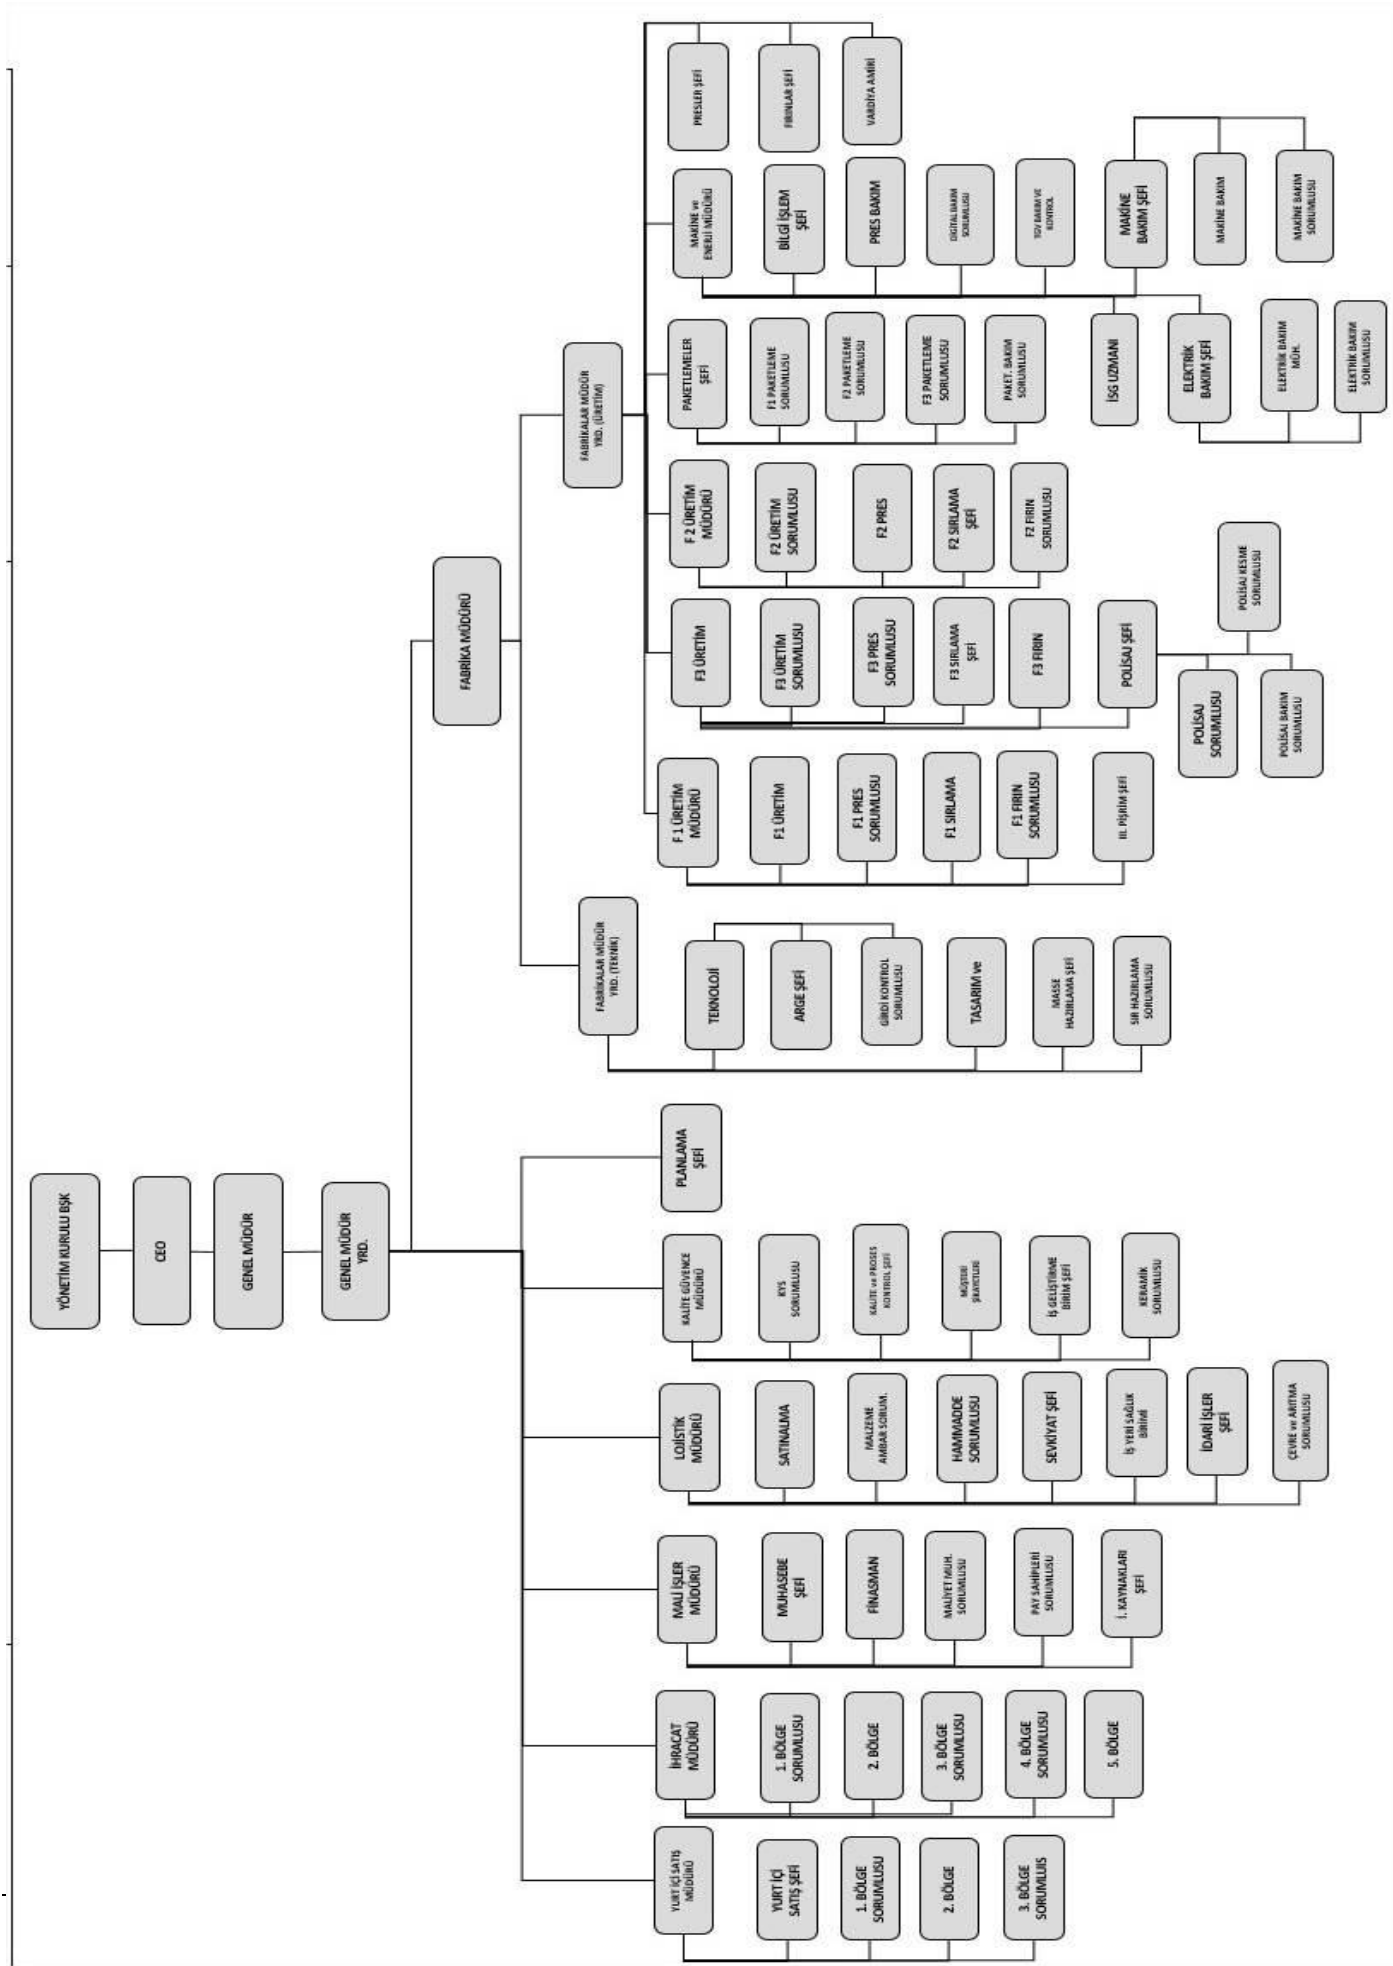 YÖNETİM KURULU BŞK
CEO
GENEL MÜDÜR
GENEL MÜDÜR
YRD.
YURT İÇİ SATIŞ
MÜDÜRÜ
YURT İÇİ
SATIŞ ŞEFİ
1. BÖLGE
SORUMLUSU
2. BÖLGE
3. BÖLGE
SORUMLUIS
İHRACAT
MÜDÜRÜ
1. BÖLGE
SORUMLUSU
2. BÖLGE
3. BÖLGE
SORUMLUSU
4. BÖLGE
SORUMLUSU
5. BÖLGE
MALİ İŞLER
MÜDÜRÜ
MUHASEBE
ŞEFİ
FİNASMAN
MALİYET MUH.
SORUMLUSU
PAY SAHİPLERİ
SORUMLUSU
İ. KAYNAKLARI
ŞEFİ
LOJİSTİK
MÜDÜRÜ
SATINALMA
MALZEME
AMBAR SORUM.
HAMMADDE
SORUMLUSU
SEVKİYAT ŞEFİ
İŞ YERİ SAĞLIK
BİRİMİ
İDARİ İŞLER
ŞEFİ
ÇEVRE ve ARITMA
SORUMLUSU
KALİTE GÜVENCE
MÜDÜRÜ
KYS
SORUMLUSU
KALİTE ve PROSES
KONTROL ŞEFİ
MÜŞTERİ
ŞİKAYETLERİ
İŞ GELİŞTİRME
BİRİM ŞEFİ
KERAMİK
SORUMLUSU
PLANLAMA
ŞEFİ
FABRİKA MÜDÜRÜ
FABRİKALAR MÜDÜR
YRD. (TEKNİK)
TEKNOLOJİ
ARGE ŞEFİ
GİRDİ KONTROL
SORUMLUSU
TASARIM ve
MASSE
HAZIRLAMA ŞEFİ
SIR HAZIRLAMA
SORUMLUSU
FABRİKALAR MÜDÜR
YRD. (ÜRETİM)
F 1 ÜRETİM
MÜDÜRÜ
F1 ÜRETİM
F1 PRES
SORUMLUSU
F1 SIRLAMA
F1 FIRIN
SORUMLUSU
III. PİŞRİM ŞEFİ
F3 ÜRETİM
F3 ÜRETİM
SORUMLUSU
F3 PRES
SORUMLUSU
F3 SIRLAMA
ŞEFİ
F3 FIRIN
POLİSAJ ŞEFİ
POLİSAJ
SORUMLUSU
POLİSAJ KESME
SORUMLUSU
POLİSAJ BAKIM
SORUMLUSU
F 2 ÜRETİM
MÜDÜRÜ
F2 ÜRETİM
SORUMLUSU
F2 PRES
F2 SIRLAMA
ŞEFİ
F2 FIRIN
SORUMLUSU
PAKETLEMELER
ŞEFİ
F1 PAKETLEME
SORUMLUSU
F2 PAKETLEME
SORUMLUSU
F3 PAKETLEME
SORUMLUSU
PAKET. BAKIM
SORUMLUSU
MAKİNE ve
ENERJİ MÜDÜRÜ
BİLGİ İŞLEM
ŞEFİ
PRES BAKIM
DİGİTAL BAKIM
SORUMLUSU
TGV BAKIM VE
KONTROL
MAKİNE
BAKIM ŞEFİ
MAKİNE BAKIM
MAKİNE BAKIM
SORUMLUSU
İSG UZMANI
ELEKTRİK
BAKIM ŞEFİ
ELEKTRİK BAKIM
MÜH.
ELEKTRİK BAKIM
SORUMLUSU
PRESLER ŞEFİ
FIRINLAR ŞEFİ
VARDİYA AMİRİ